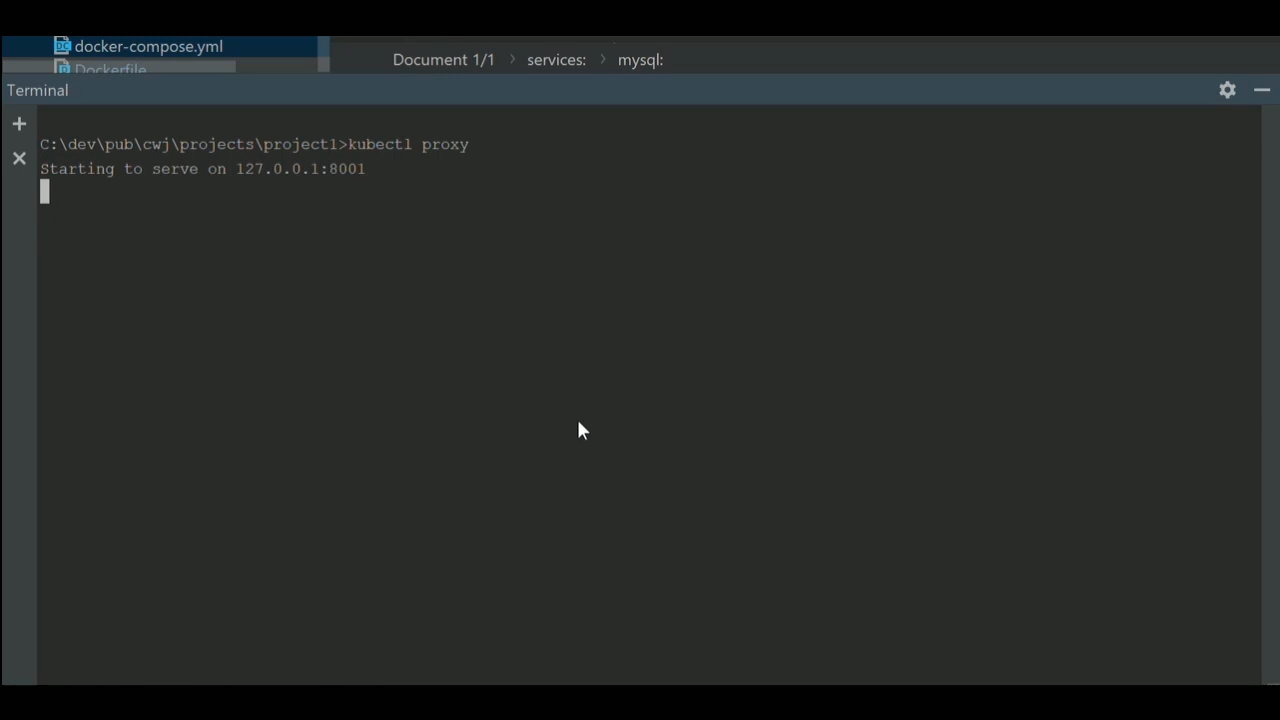 docker-compose.yml
Dockerfile
Document 1/1 > services: > mysql:
Terminal
C:\dev\pub\cwj\projects\project1>kubectl proxy
Starting to serve on 127.0.0.1:8001